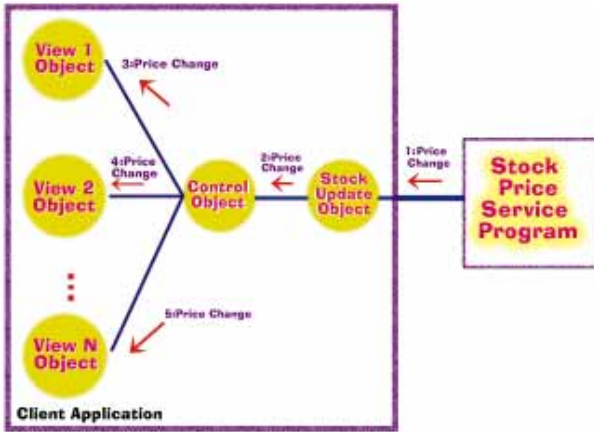 View 1
Object
3:Price Change
4:Price
Change
View 2
Object
Control
Object
2:Price
Change
Stock
Update
Object
1:Price
Change
Stock
Price
Service
Program
5:Price Change
View N
Object
Client Application